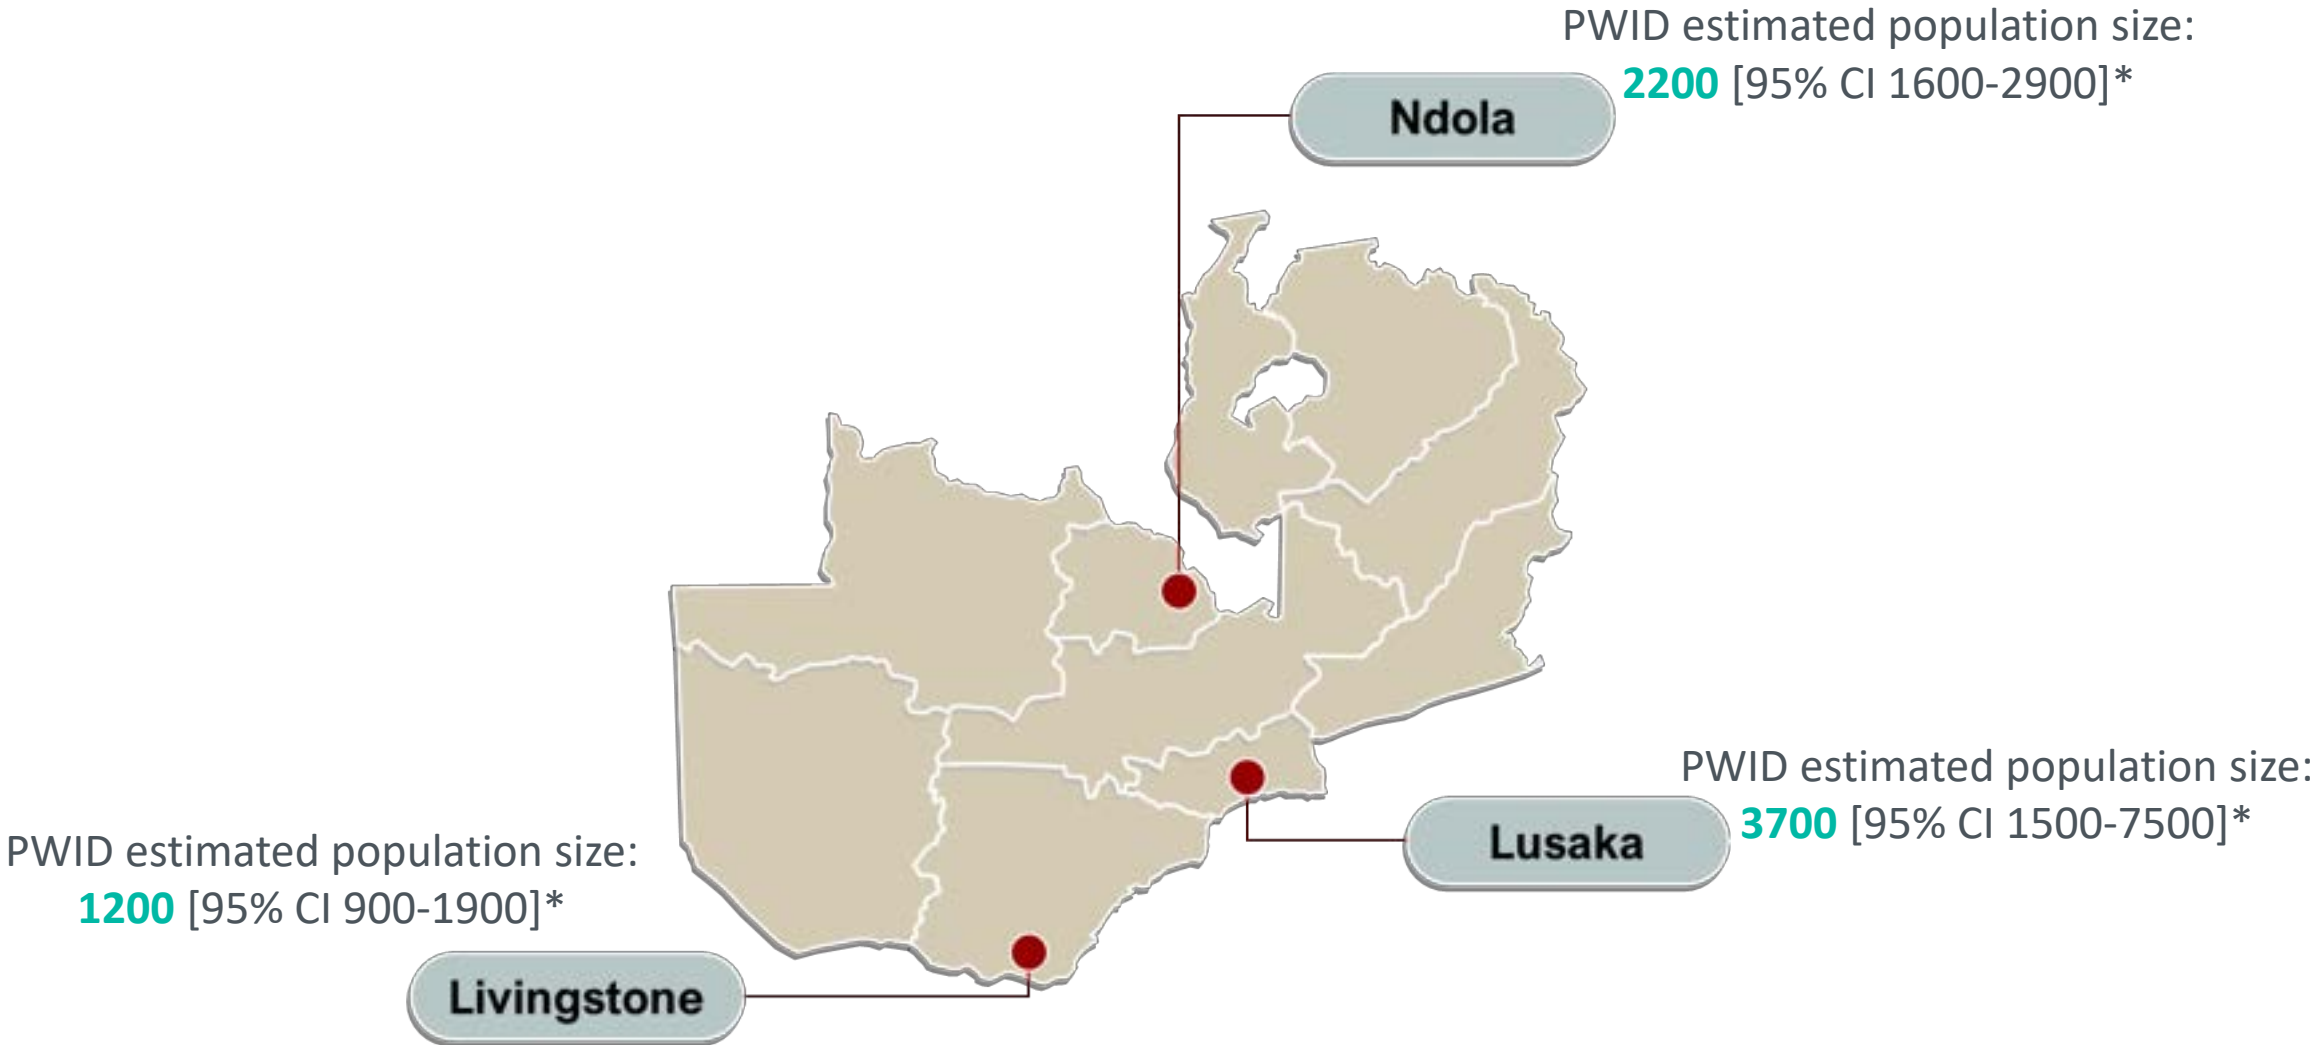 PWID estimated population size:
2200 [95% CI 1600-2900]*
Ndola
PWID estimated population size:
3700 [95% CI 1500-7500]*
Lusaka
PWID estimated population size:
1200 [95% CI 900-1900]*
Livingstone